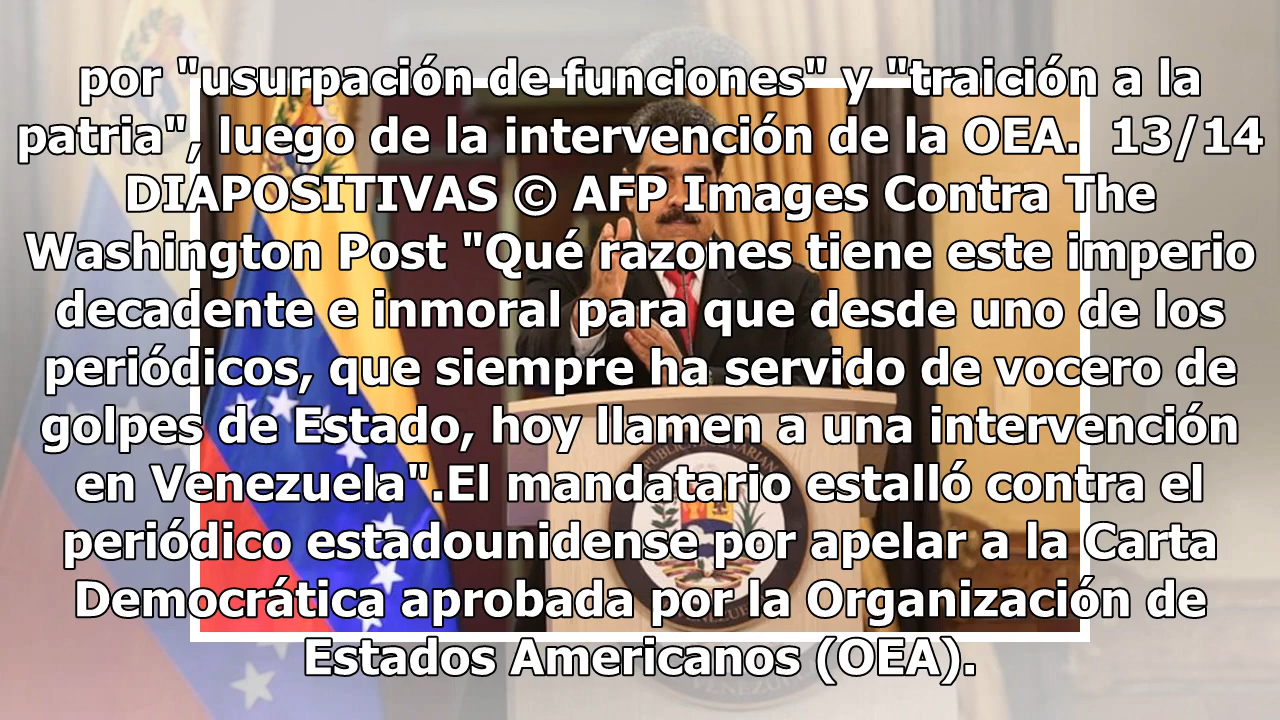 por "usurpación de funciones" y "traición a la
patria", luego de la intervención de la OEA.  13/14
DIAPOSITIVAS © AFP Images Contra The
Washington Post "Qué razones tiene este imperio
decadente e inmoral para que desde uno de los
periódicos, que siempre ha servido de vocero de
golpes de Estado, hoy llamen a una intervención
en Venezuela".El mandatario estalló contra el
periódico estadounidense por apelar a la Carta
Democrática aprobada por la Organización de
Estados Americanos (OEA).